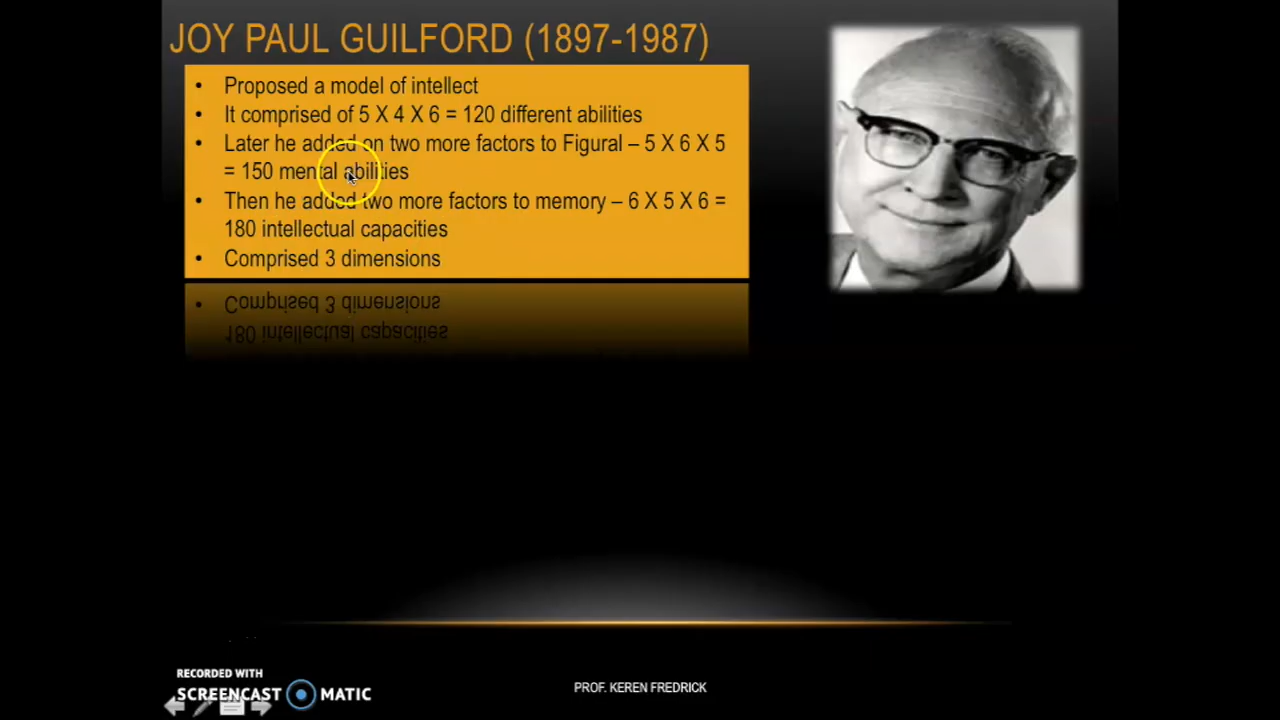 JOY PAUL GUILFORD (1897-1987)
• Proposed a model of intellect
• It comprised of 5 X 4 X 6 = 120 different abilities
• Later he added on two more factors to Figural – 5 X 6 X 5
= 150 mental abilities
• Then he added two more factors to memory – 6 X 5 X 6 =
180 intellectual capacities
• Comprised 3 dimensions
RECORDED WITH
SCREENCAST MATIC
PROF. KEREN FREDRICK